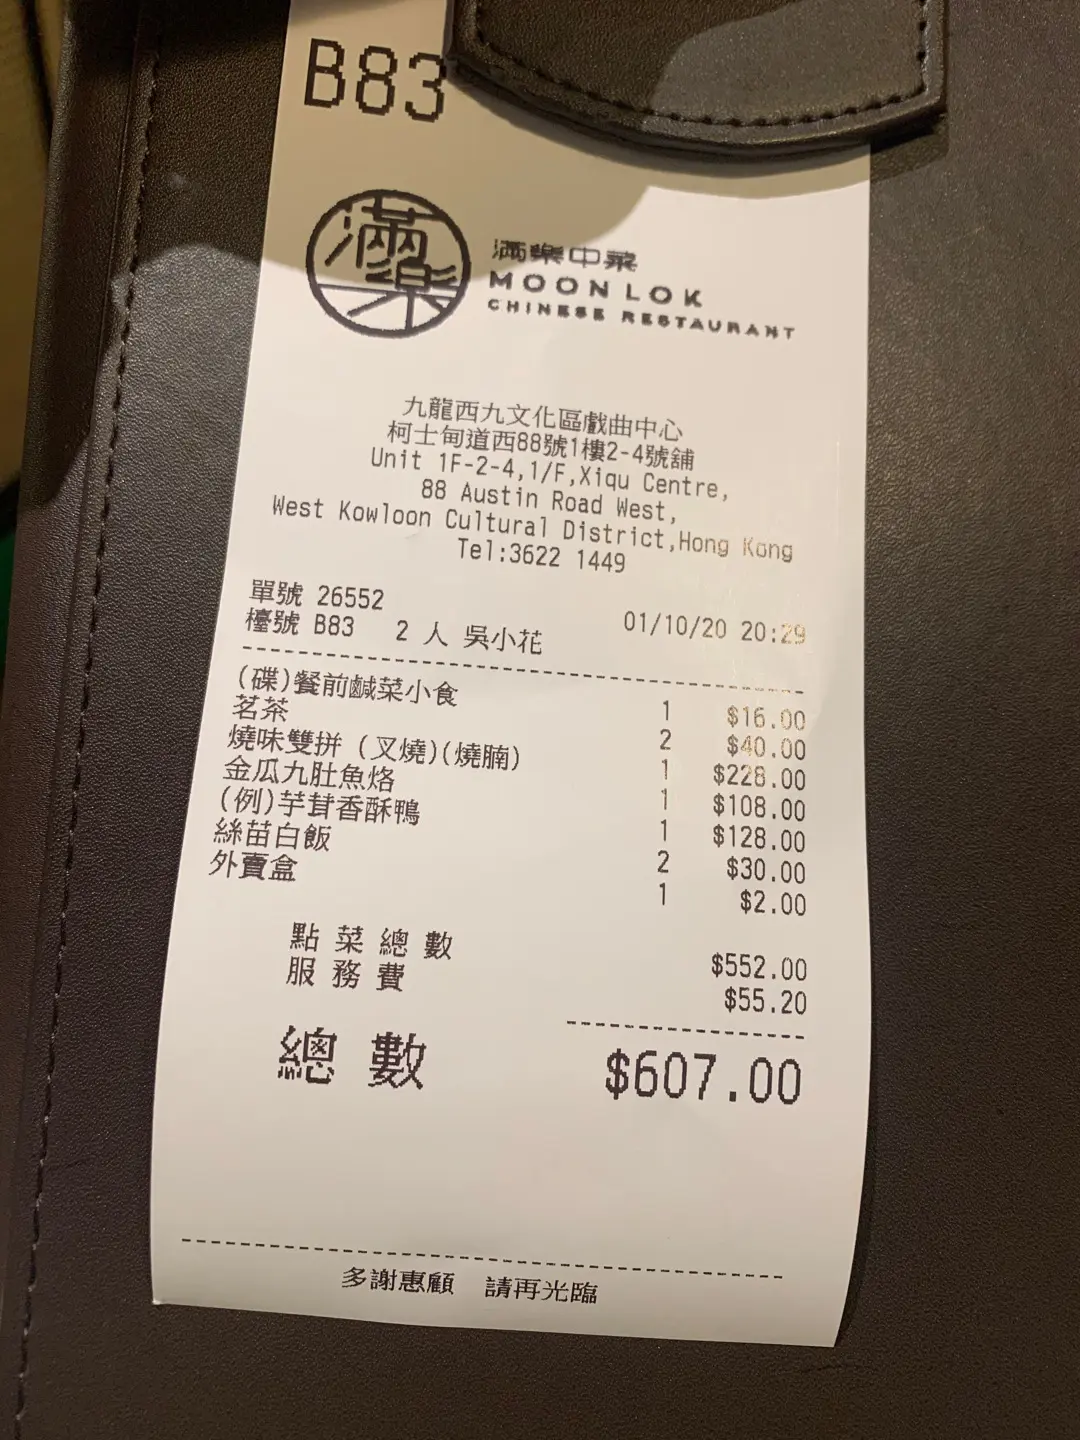 B83
滿樂
滿樂中菜
MOON LOK
CHINESE RESTAURANT
九龍西九文化區戲曲中心
柯士甸道西88號1樓2-4號舖
Unit 1F-2-4,1/F,Xiqu Centre,
88 Austin Road West,
West Kowloon Cultural District,Hong Kong
Tel:3622 1449
單號 26552 01/10/20 20:29
檯號 B83 2 人 吳小花
(碟)餐前鹹菜小食 1 $16.00
茗茶 2 $40.00
燒味雙拼 (叉燒)(燒腩) 1 $228.00
金瓜九肚魚烙 1 $108.00
(例)芋茸香酥鴨 1 $128.00
絲苗白飯 2 $30.00
外賣盒 1 $2.00
點菜總數 $552.00
服務費 $55.20
總數 $607.00
多謝惠顧 請再光臨